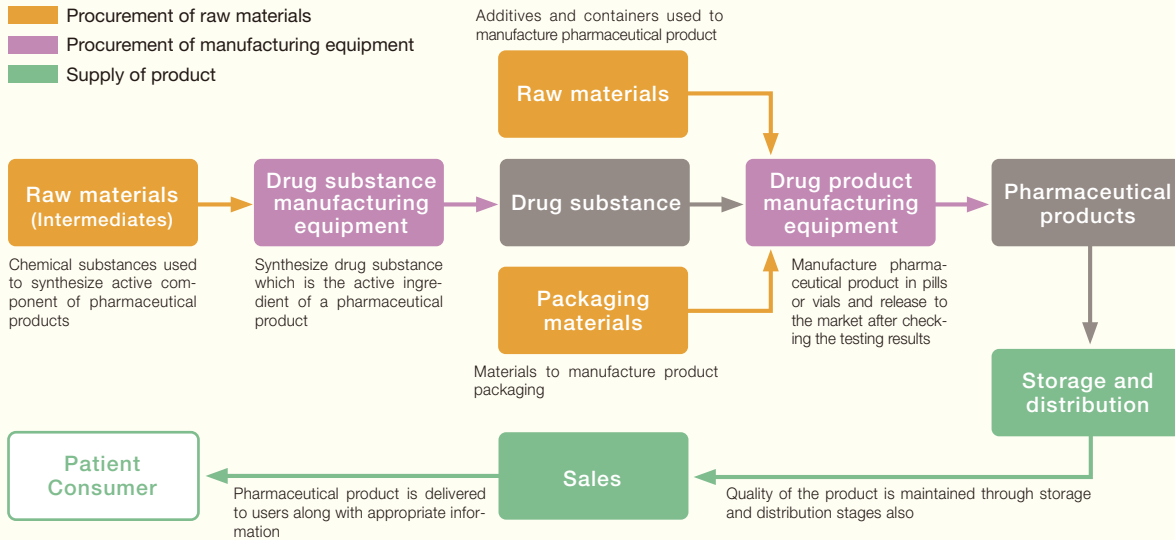 Procurement of raw materials
Procurement of manufacturing equipment
Supply of product
Additives and containers used to
manufacture pharmaceutical product
Raw materials
Raw materials
(Intermediates)
Chemical substances used
to synthesize active com-
ponent of pharmaceutical
products
Drug substance
manufacturing
equipment
Synthesize drug substance
which is the active ingre-
dient of a pharmaceutical
product
Drug substance
Packaging
materials
Materials to manufacture product
packaging
Drug product
manufacturing
equipment
Manufacture pharma-
ceutical product in pills
or vials and release to
the market after check-
ing the testing results
Pharmaceutical
products
Storage and
distribution
Quality of the product is maintained through storage
and distribution stages also
Sales
Pharmaceutical product is delivered
to users along with appropriate infor-
mation
Patient
Consumer